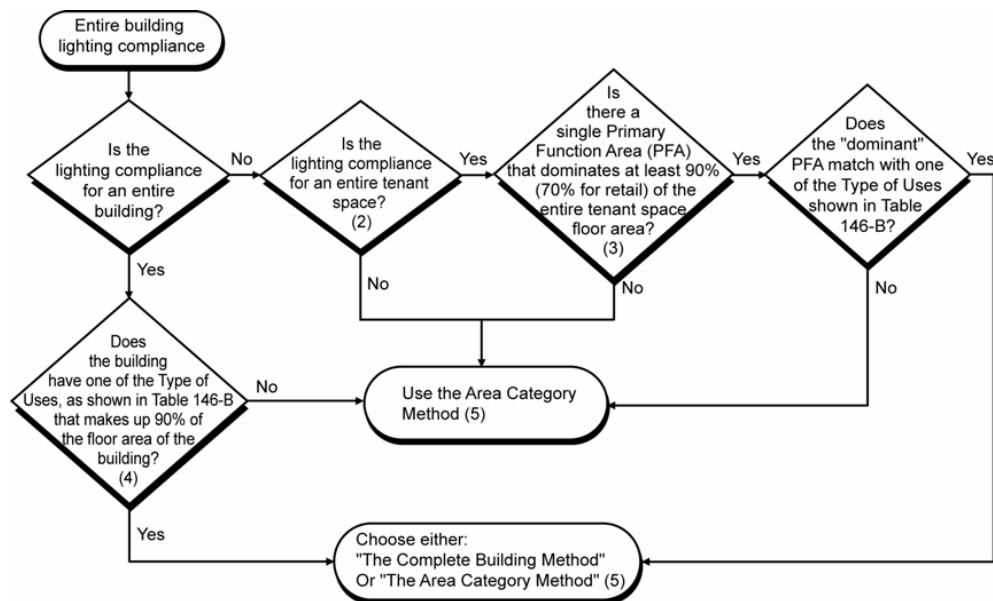 Entire building
lighting compliance
Is the
lighting compliance
for an entire
building?
No
Is the
lighting compliance
for an entire tenant
space?
(2)
Yes
Is
there a
single Primary
Function Area (PFA)
that dominates at least 90%
(70% for retail) of the
entire tenant space
floor area?
(3)
Yes
Does
the "dominant"
PFA match with one
of the Type of Uses
shown in Table
146-B?
Yes
Yes
No
No
No
Does
the building
have one of the Type of
Uses, as shown in Table 146-B
that makes up 90% of
the floor area of the
building?
(4)
No
Use the Area Category
Method (5)
Yes
Choose either:
"The Complete Building Method"
Or "The Area Category Method" (5)